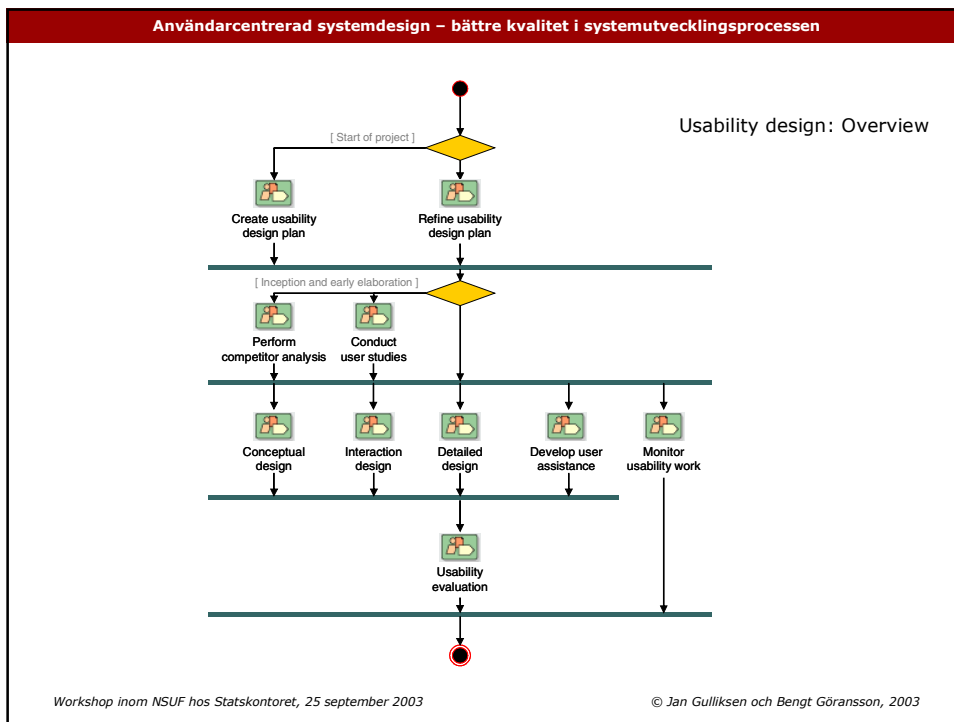 Användarcentrerad systemdesign – bättre kvalitet i systemutvecklingsprocessen
Usability design: Overview
[ Start of project ]
Create usability
design plan
Refine usability
design plan
[ Inception and early elaboration ]
Perform
competitor analysis
Conduct
user studies
Conceptual
design
Interaction
design
Detailed
design
Develop user
assistance
Monitor
usability work
Usability
evaluation
Workshop inom NSUF hos Statskontoret, 25 september 2003
© Jan Gulliksen och Bengt Göransson, 2003